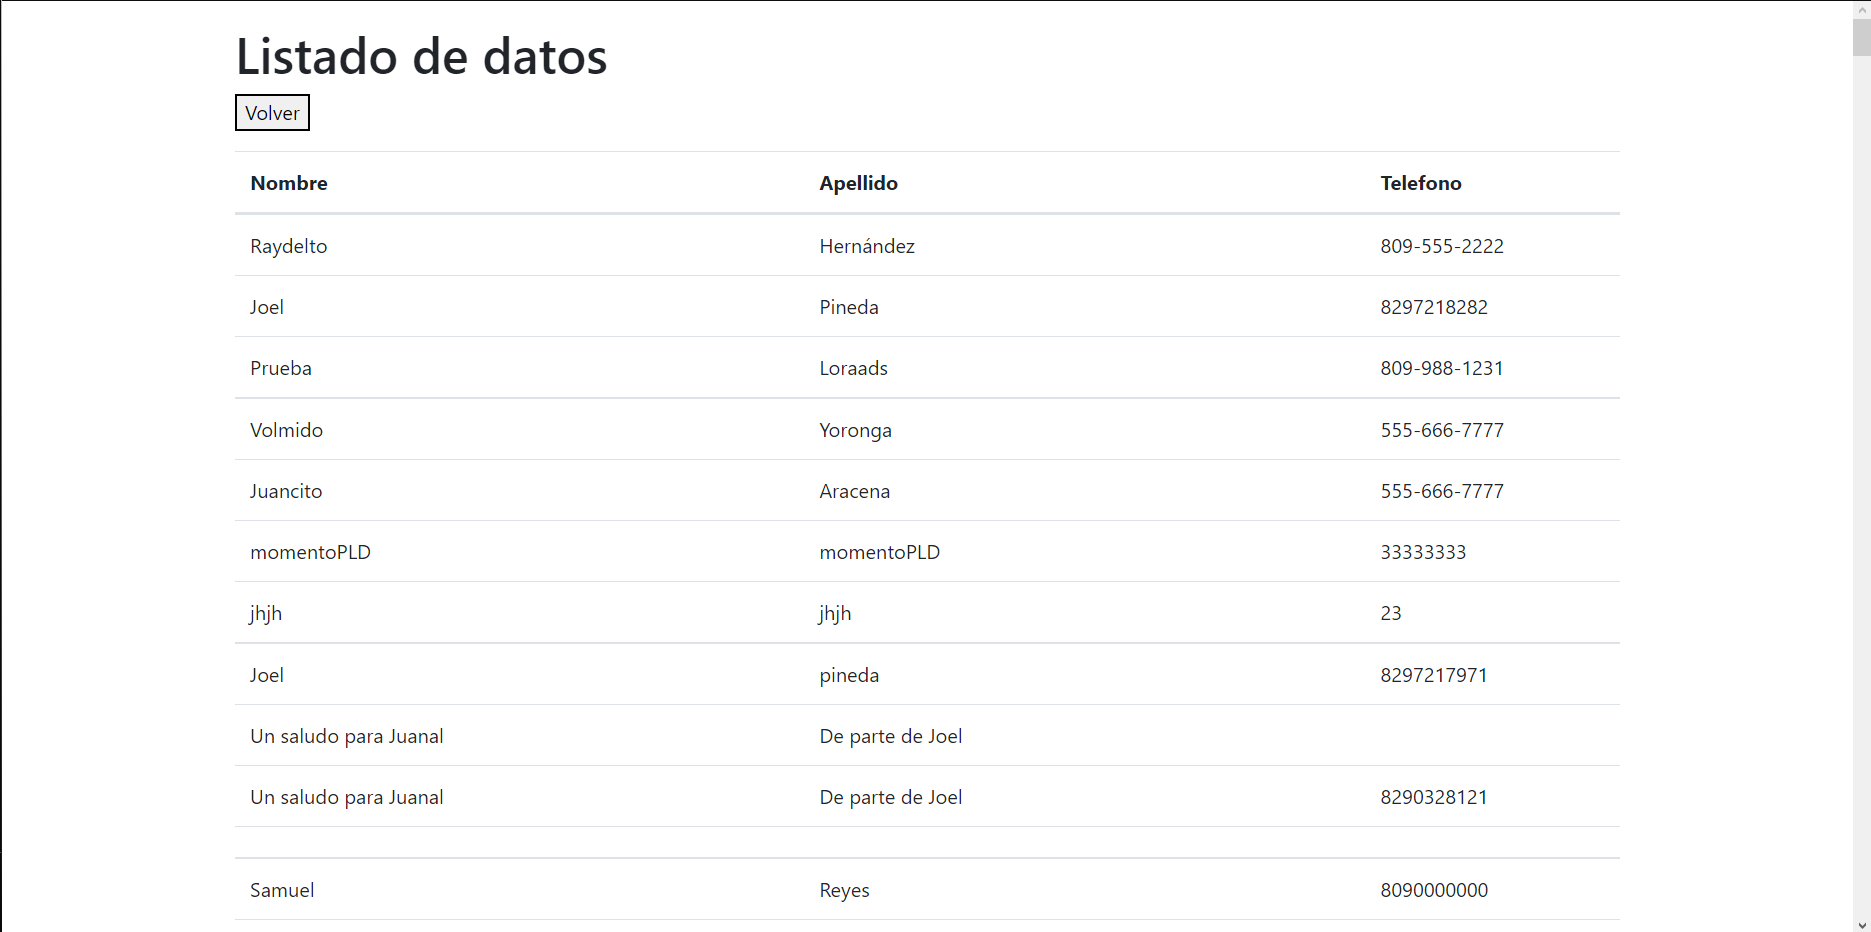 Listado de datos
Volver
Nombre Apellido Telefono
Raydelto Hernández 809-555-2222
Joel Pineda 8297218282
Prueba Loraads 809-988-1231
Volmido Yoronga 555-666-7777
Juancito Aracena 555-666-7777
momentoPLD momentoPLD 33333333
jhjh jhjh 23
Joel pineda 8297217971
Un saludo para Juanal De parte de Joel
Un saludo para Juanal De parte de Joel 8290328121
Samuel Reyes 8090000000